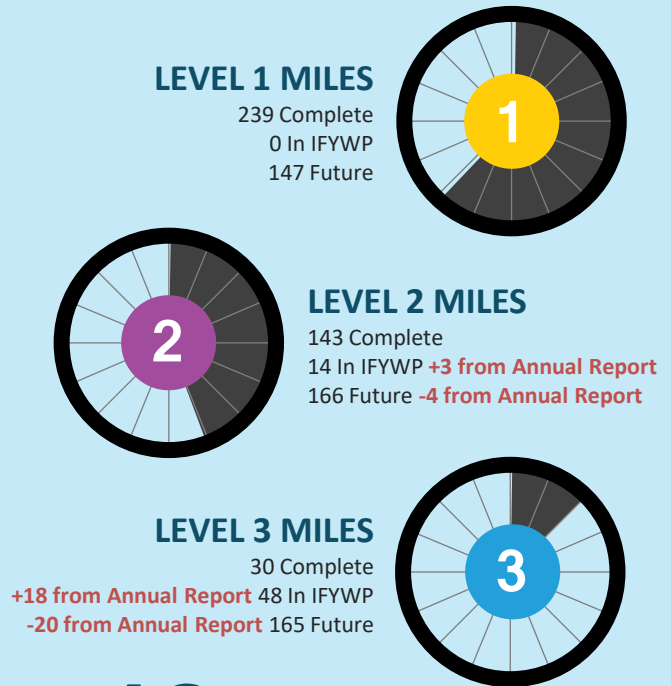 LEVEL 1 MILES
239 Complete
0 In IFYWP
147 Future
1
2
LEVEL 2 MILES
143 Complete
14 In IFYWP +3 from Annual Report
166 Future -4 from Annual Report
LEVEL 3 MILES
30 Complete
+18 from Annual Report 48 In IFYWP
-20 from Annual Report 165 Future
3